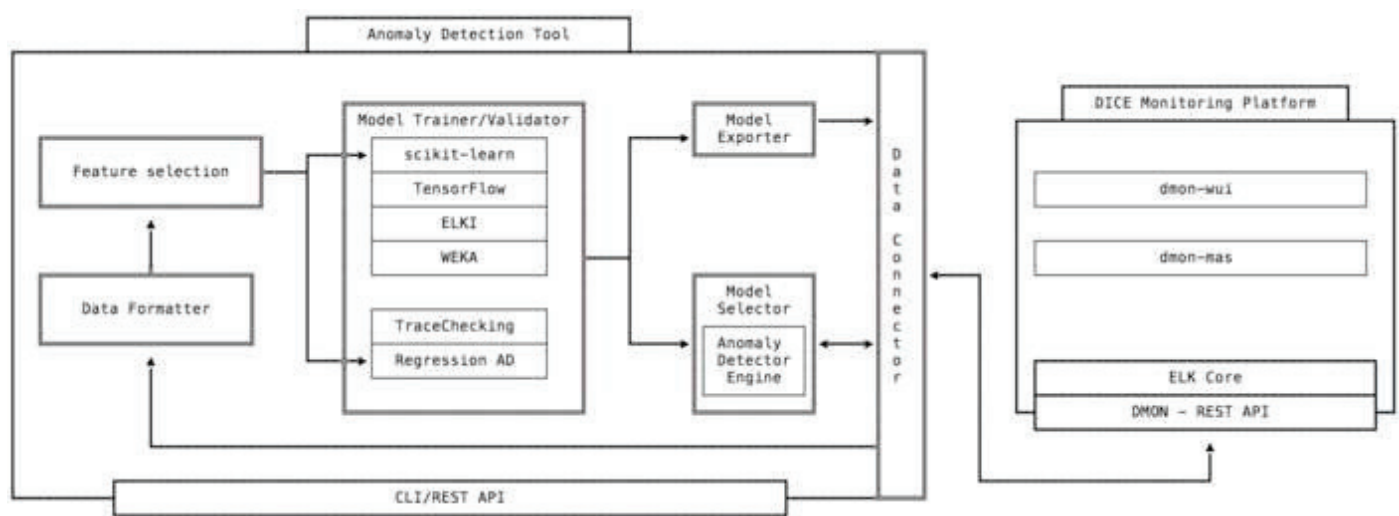 Anomaly Detection Tool
Feature selection
Data Formatter
Model Trainer/Validator
scikit-learn
TensorFlow
ELKI
WEKA
TraceChecking
Regression AD
Model
Exporter
Model
Selector
Anomaly
Detector
Engine
Data Connector
CLI/REST API
DICE Monitoring Platform
dmon-wui
dmon-mas
ELK Core
DMON - REST API